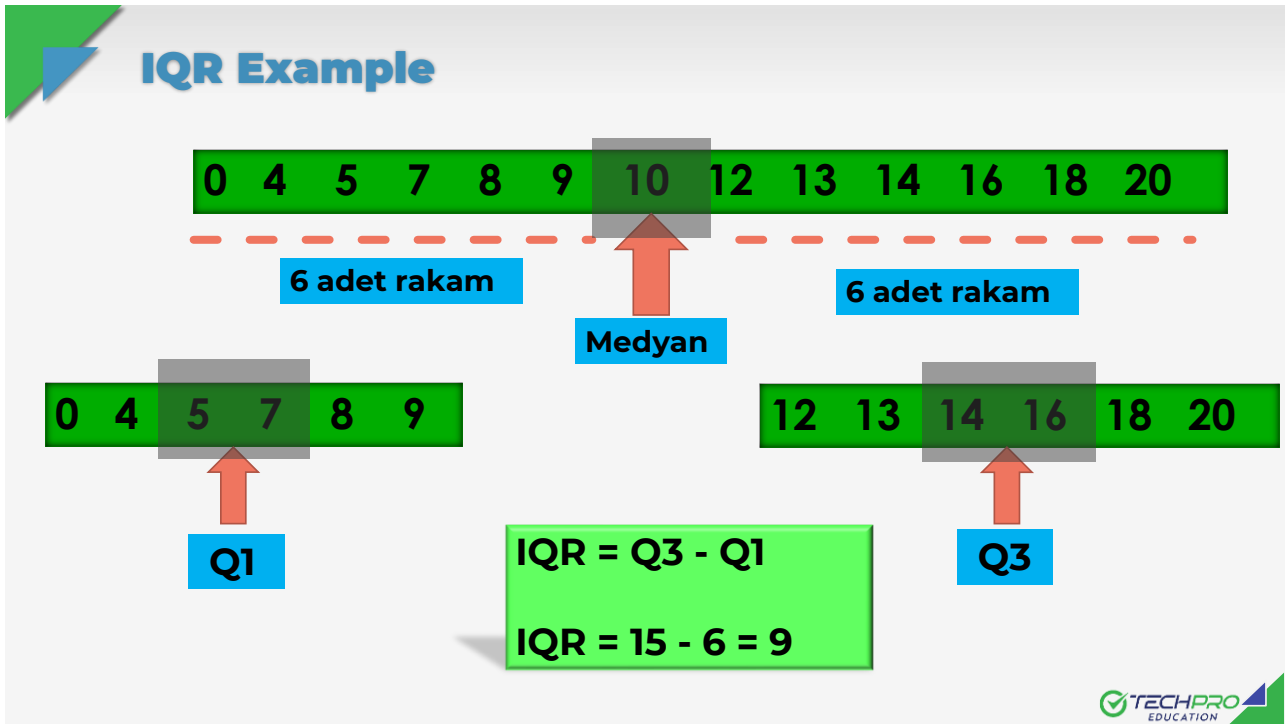 IQR Example
0 4 5 7 8 9 10 12 13 14 16 18 20
6 adet rakam
6 adet rakam
Medyan
0 4 5 7 8 9
12 13 14 16 18 20
Q1
Q3
IQR = Q3 - Q1
IQR = 15 - 6 = 9
TECHPRO
EDUCATION